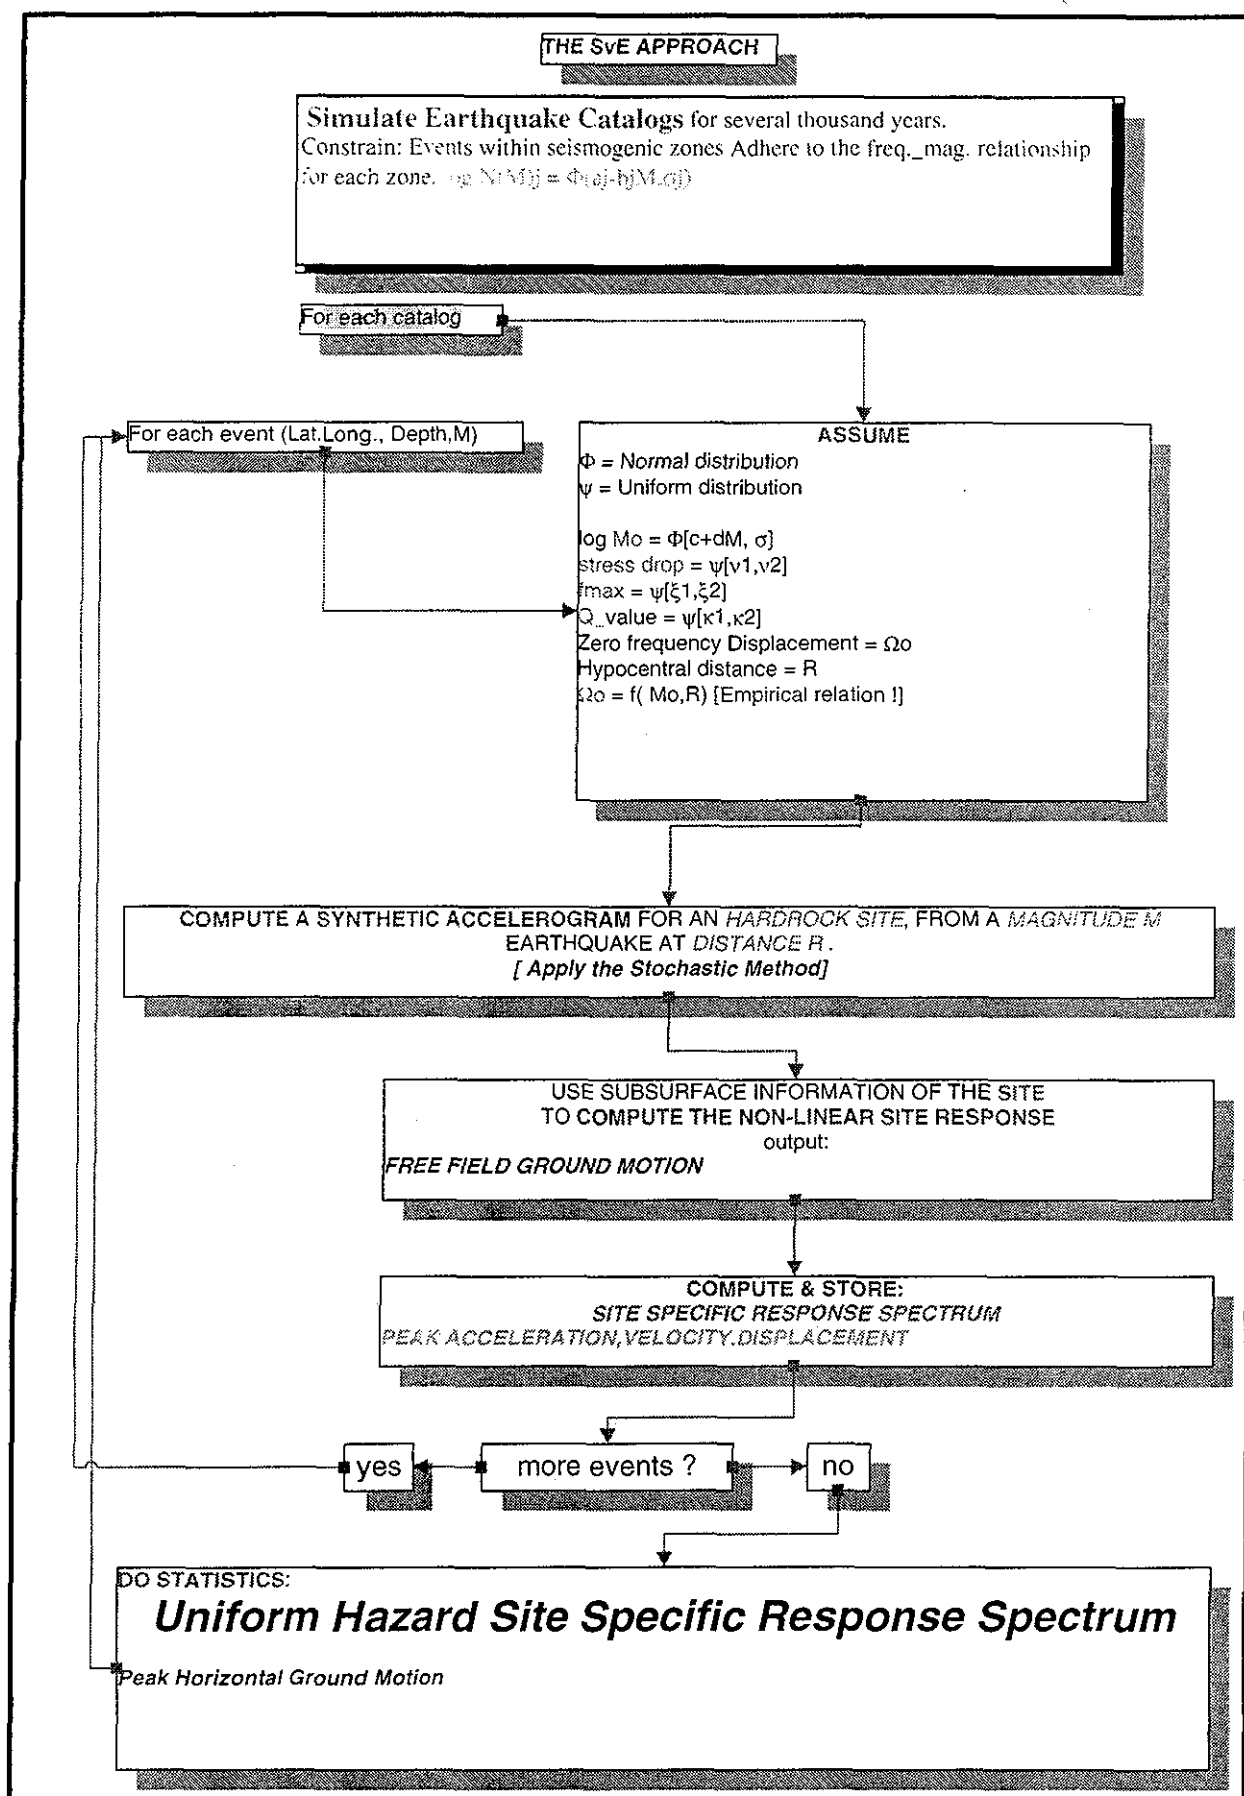 THE SvE APPROACH
Simulate Earthquake Catalogs for several thousand years.
Constrain: Events within seismogenic zones Adhere to the freq._mag. relationship
for each zone. log N(M)j = Φ(aj-bjM,σj)
For each catalog
For each event (Lat.Long., Depth,M)
ASSUME
Φ = Normal distribution
ψ = Uniform distribution
log Mo = Φ[c+dM, σ]
stress drop = ψ[ν1,ν2]
fmax = ψ[ξ1,ξ2]
Q_value = ψ[κ1,κ2]
Zero frequency Displacement = Ωo
Hypocentral distance = R
Ωo = f( Mo,R) [Empirical relation !]
COMPUTE A SYNTHETIC ACCELEROGRAM FOR AN HARDROCK SITE, FROM A MAGNITUDE M
EARTHQUAKE AT DISTANCE R .
[ Apply the Stochastic Method]
USE SUBSURFACE INFORMATION OF THE SITE
TO COMPUTE THE NON-LINEAR SITE RESPONSE
output:
FREE FIELD GROUND MOTION
COMPUTE & STORE:
SITE SPECIFIC RESPONSE SPECTRUM
PEAK ACCELERATION,VELOCITY.DISPLACEMENT
yes
more events ?
no
DO STATISTICS:
Uniform Hazard Site Specific Response Spectrum
Peak Horizontal Ground Motion